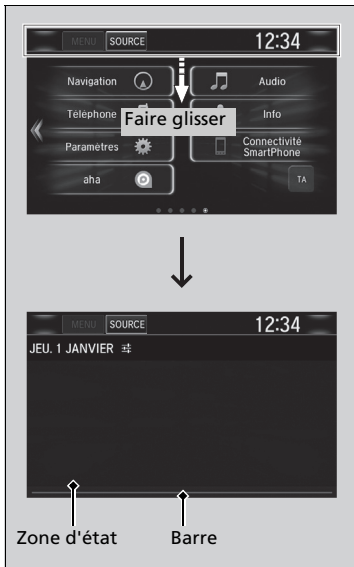 MENU SOURCE 12:34
Navigation Audio
Téléphone Info
Faire glisser
Paramètres Connectivité
SmartPhone
aha TA
MENU SOURCE 12:34
JEU. 1 JANVIER
Zone d'état Barre